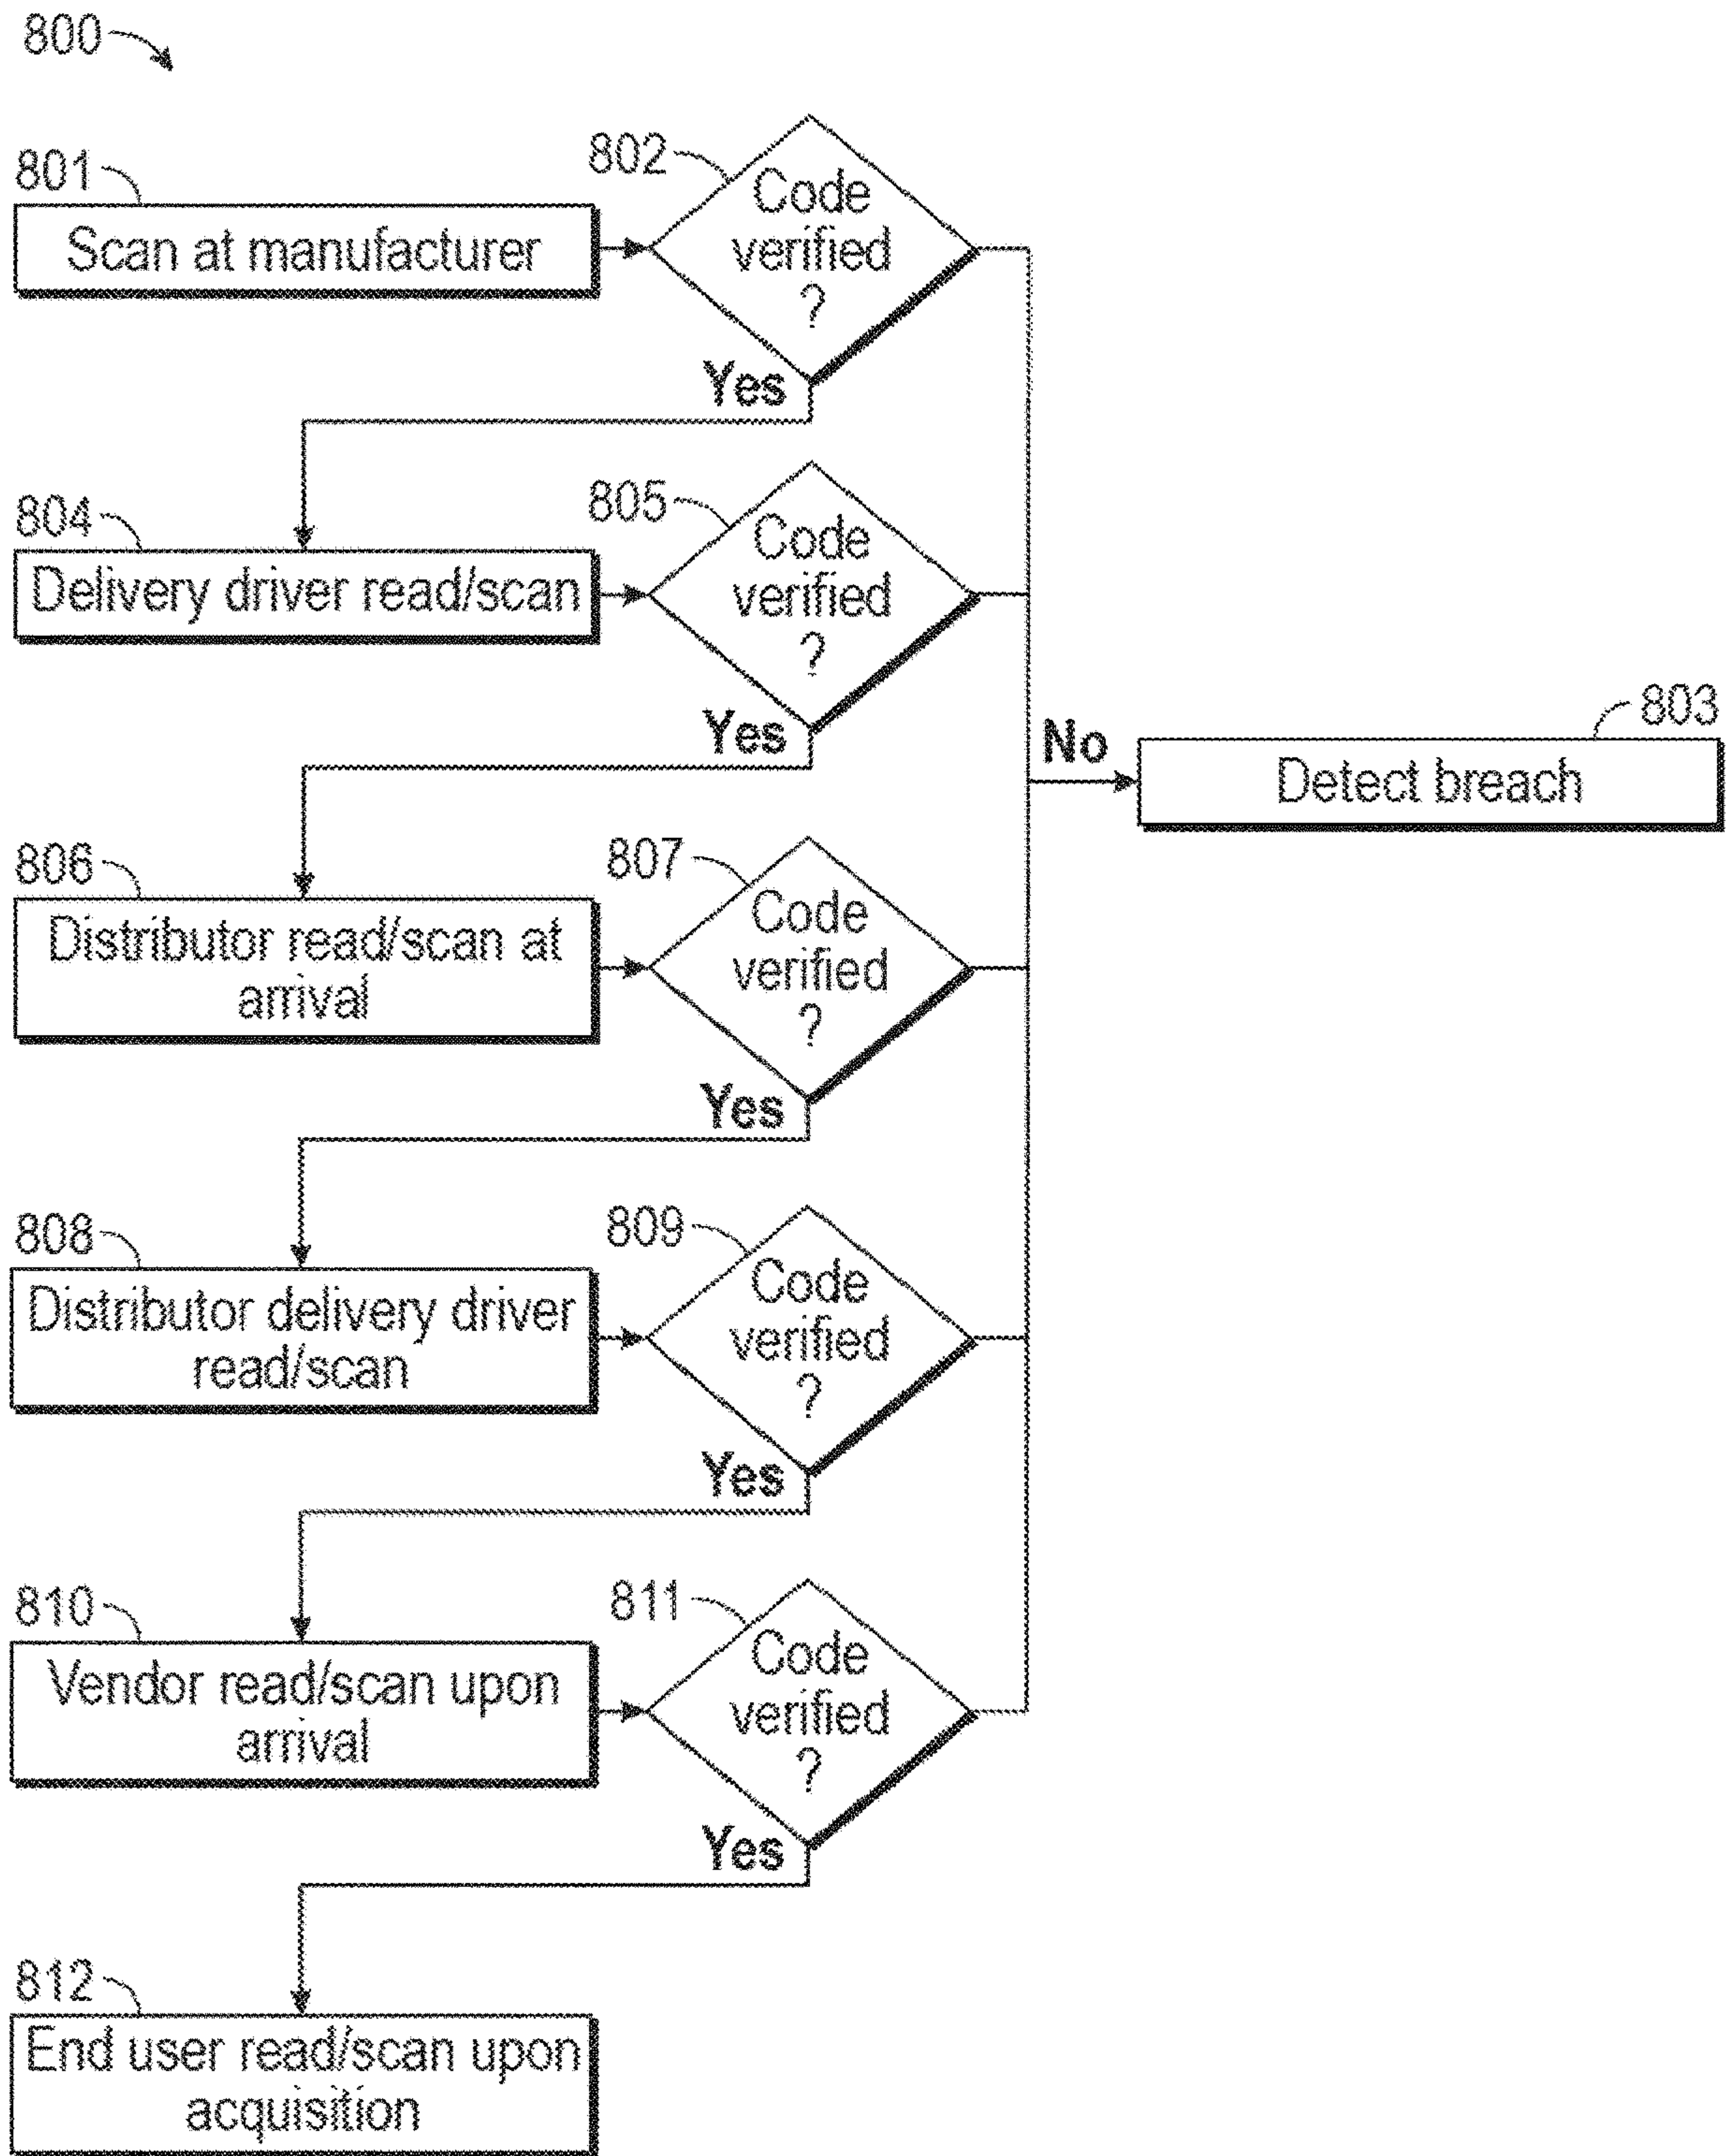 800
801
Scan at manufacturer
802
Code
verified
?
Yes
804
Delivery driver read/scan
805
Code
verified
?
Yes
No
803
Detect breach
806
Distributor read/scan at
arrival
807
Code
verified
?
Yes
808
Distributor delivery driver
read/scan
809
Code
verified
?
Yes
810
Vendor read/scan upon
arrival
811
Code
verified
?
Yes
812
End user read/scan upon
acquisition